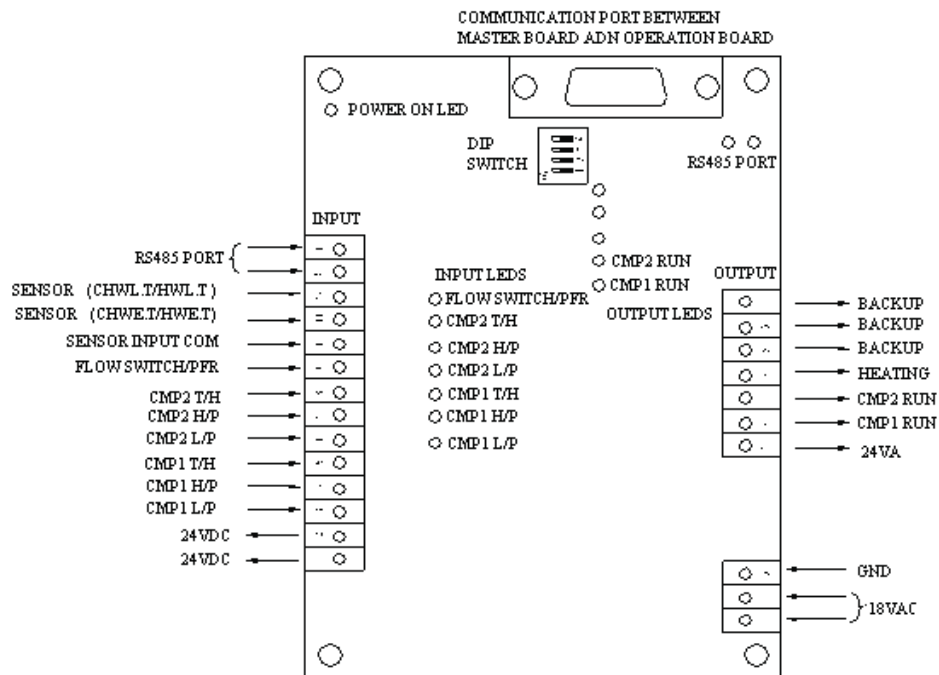 COMMUNICATION PORT BETWEEN
MASTER BOARD ADN OPERATION BOARD
POWER ON LED
DIP
SWITCH
RS485 PORT
INPUT
RS485 PORT
SENSOR (CHWL.T/HWL.T)
SENSOR (CHWE.T/HWE.T)
SENSOR INPUT COM
FLOW SWITCH/PFR
CMP2 T/H
CMP2 H/P
CMP2 L/P
CMP1 T/H
CMP1 H/P
CMP1 L/P
24VDC
24VDC
INPUT LEDS
FLOW SWITCH/PFR
CMP2 T/H
CMP2 H/P
CMP2 L/P
CMP1 T/H
CMP1 H/P
CMP1 L/P
CMP2 RUN
CMP1 RUN
OUTPUT LEDS
OUTPUT
BACKUP
BACKUP
BACKUP
HEATING
CMP2 RUN
CMP1 RUN
24VA
GND
18VAC